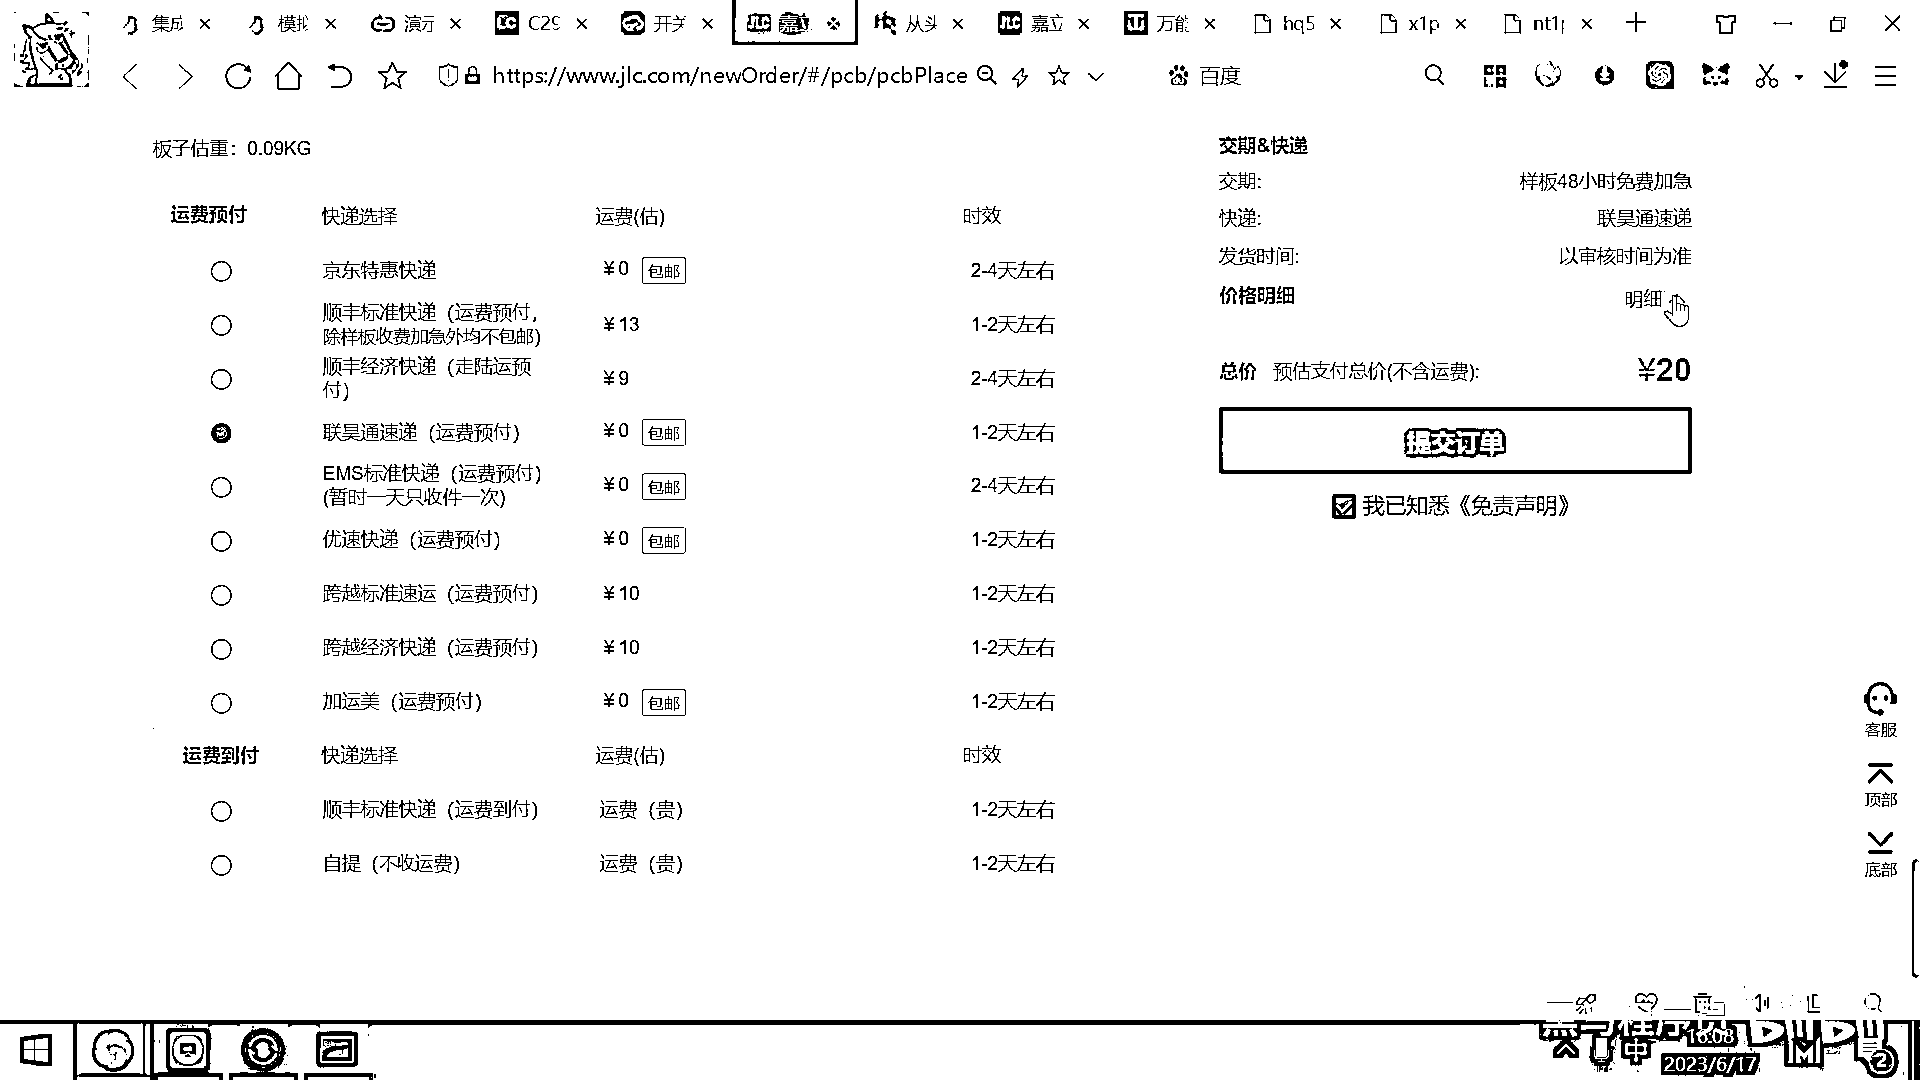 集成
模拟
演示
C29
开关
嘉立
从头
嘉立
万能
hq5
x1p
nt1p
https://www.jlc.com/newOrder/#/pcb/pcbPlace
百度
板子估重：0.09KG
运费预付 快递选择 运费(估) 时效
京东特惠快递 ¥0 包邮 2-4天左右
顺丰标准快递（运费预付，
除样板收费加急外均不包邮） ¥13 1-2天左右
顺丰经济快递（走陆运预
付） ¥9 2-4天左右
联昊通速递（运费预付） ¥0 包邮 1-2天左右
EMS标准快递（运费预付）
(暂时一天只收件一次) ¥0 包邮 2-4天左右
优速快递（运费预付） ¥0 包邮 1-2天左右
跨越标准速运（运费预付） ¥10 1-2天左右
跨越经济快递（运费预付） ¥10 1-2天左右
加运美（运费预付） ¥0 包邮 1-2天左右
运费到付 快递选择 运费(估) 时效
顺丰标准快递（运费到付） 运费（贵） 1-2天左右
自提（不收运费） 运费（贵） 1-2天左右
交期&快递
交期: 样板48小时免费加急
快递: 联昊通速递
发货时间: 以审核时间为准
价格明细 明细
总价 预估支付总价(不含运费): ¥20
提交订单
我已知悉《免责声明》
客服
顶部
底部
中
16:08
2023/6/17
2